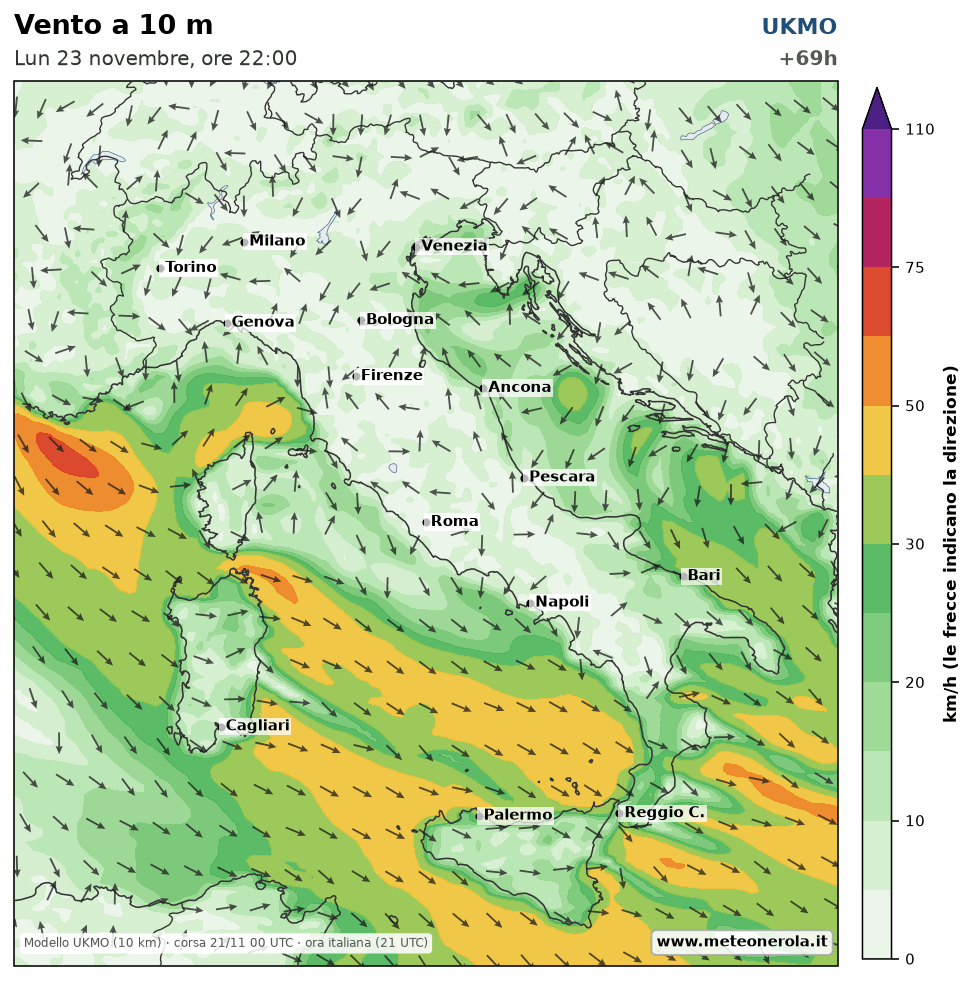 Vento a 10 m
UKMO
Lun 23 novembre, ore 22:00
+69h
110
Venezia
Milano
Torino
75
Genova
Bologna
Firenze
Ancona
50
Pescara
Roma
30
Bari
Napoli
20
Cagliari
Palermo
Reggio C.
10
km/h (le frecce indicano la direzione)
Modello UKMO (10 km) · corsa 21/11 00 UTC · ora italiana (21 UTC)
www.meteonerola.it
0